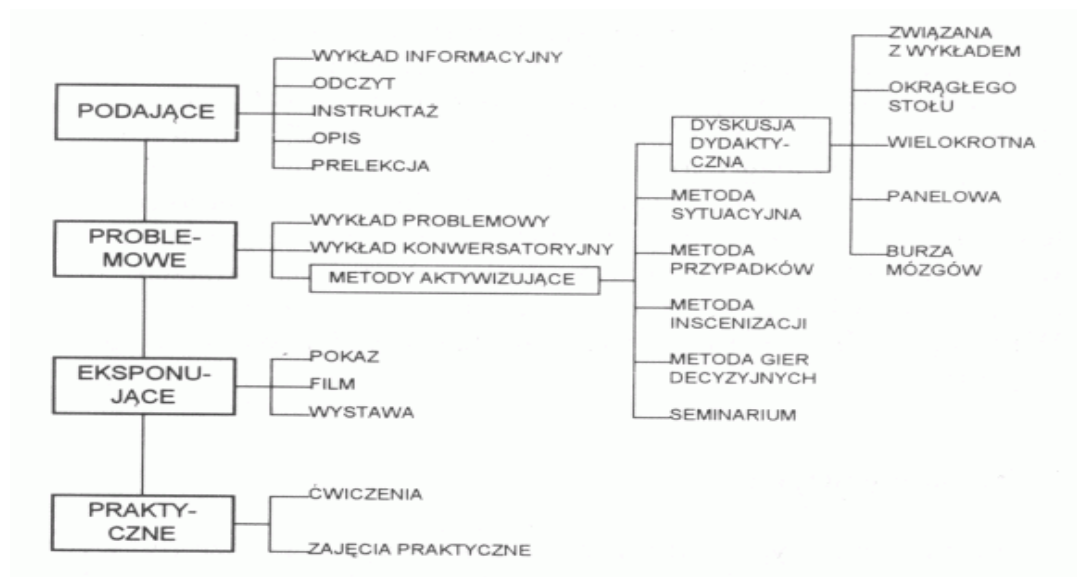 PODAJĄCE
WYKŁAD INFORMACYJNY
ODCZYT
INSTRUKTAŻ
OPIS
PRELEKCJA
PROBLE-
MOWE
WYKŁAD PROBLEMOWY
WYKŁAD KONWERSATORYJNY
METODY AKTYWIZUJĄCE
DYSKUSJA
DYDAKTY-
CZNA
METODA
SYTUACYJNA
METODA
PRZYPADKÓW
METODA
INSCENIZACJI
METODA GIER
DECYZYJNYCH
SEMINARIUM
ZWIĄZANA
Z WYKŁADEM
OKRĄGŁEGO
STOŁU
WIELOKROTNA
PANELOWA
BURZA
MÓZGÓW
EKSPONU-
JĄCE
POKAZ
FILM
WYSTAWA
PRAKTY-
CZNE
ĆWICZENIA
ZAJĘCIA PRAKTYCZNE